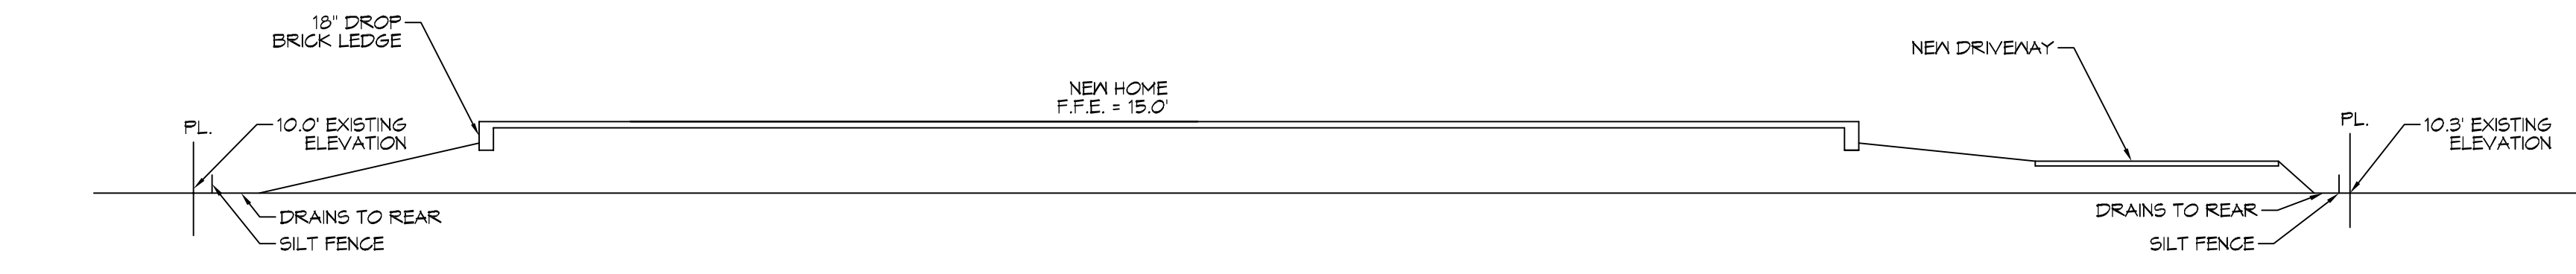 18" DROP
BRICK LEDGE
NEW DRIVEWAY
NEW HOME
F.F.E. = 15.0'
PL.
10.0' EXISTING
ELEVATION
PL.
10.3' EXISTING
ELEVATION
DRAINS TO REAR
SILT FENCE
DRAINS TO REAR
SILT FENCE